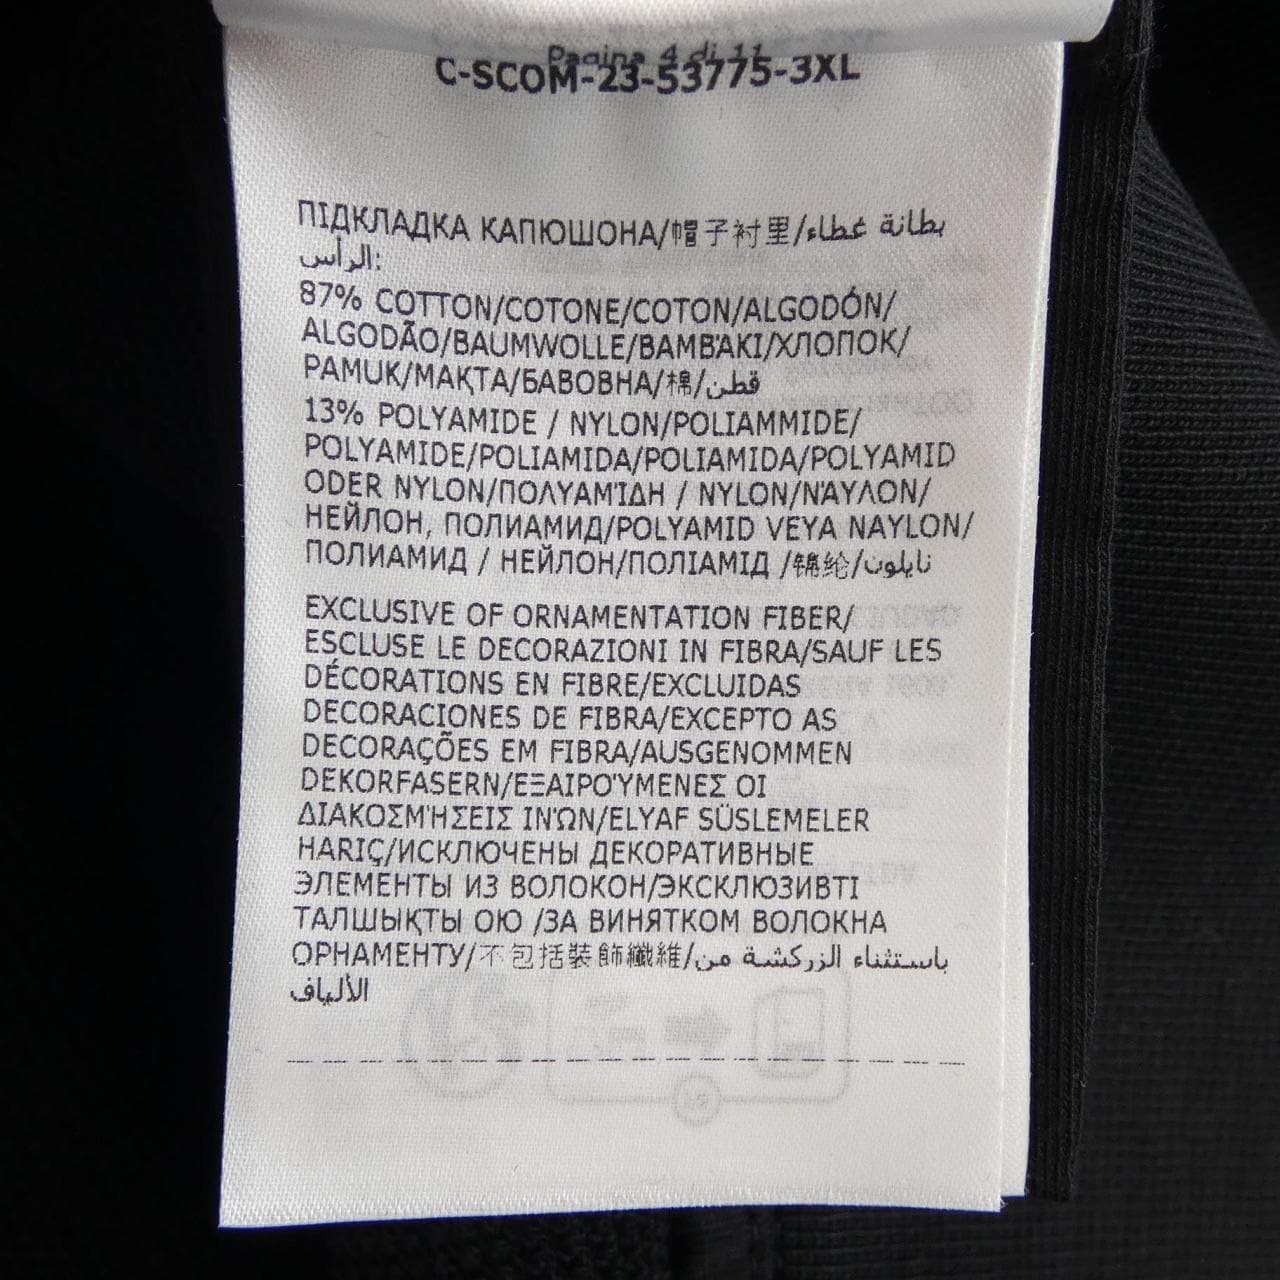 Pagina 4 di 11
C-SCOM-23-53775-3XL
ПІДКЛАДКА КАПЮШОНА/帽子衬里/بطانة غطاء
الرأس:
87% COTTON/COTONE/COTON/ALGODÓN/
ALGODÃO/BAUMWOLLE/ΒΑΜΒΆΚΙ/ХЛОПОК/
PAMUK/МАҚТА/БАВОВНА/棉/قطن
13% POLYAMIDE / NYLON/POLIAMMIDE/
POLYAMIDE/POLIAMIDA/POLIAMIDA/POLYAMID
ODER NYLON/ΠΟΛΥΑΜΊΔΗ / NYLON/ΝΆΥΛΟΝ/
НЕЙЛОН, ПОЛИАМИД/POLYAMID VEYA NAYLON/
ПОЛИАМИД / НЕЙЛОН/ПОЛІАМІД /锦纶/نايلون
EXCLUSIVE OF ORNAMENTATION FIBER/
ESCLUSE LE DECORAZIONI IN FIBRA/SAUF LES
DÉCORATIONS EN FIBRE/EXCLUIDAS
DECORACIONES DE FIBRA/EXCEPTO AS
DECORAÇÕES EM FIBRA/AUSGENOMMEN
DEKORFASERN/ΕΞΑΙΡΟΎΜΕΝΕΣ ΟΙ
ΔΙΑΚΟΣΜΉΣΕΙΣ ΙΝΏΝ/ELYAF SÜSLEMELER
HARIÇ/ИСКЛЮЧЕНЫ ДЕКОРАТИВНЫЕ
ЭЛЕМЕНТЫ ИЗ ВОЛОКОН/ЭКСКЛЮЗИВТІ
ТАЛШЫҚТЫ ОЮ /ЗА ВИНЯТКОМ ВОЛОКНА
ОРНАМЕНТУ/不包括裝飾纖維/باستثناء الزركشة من
الألياف